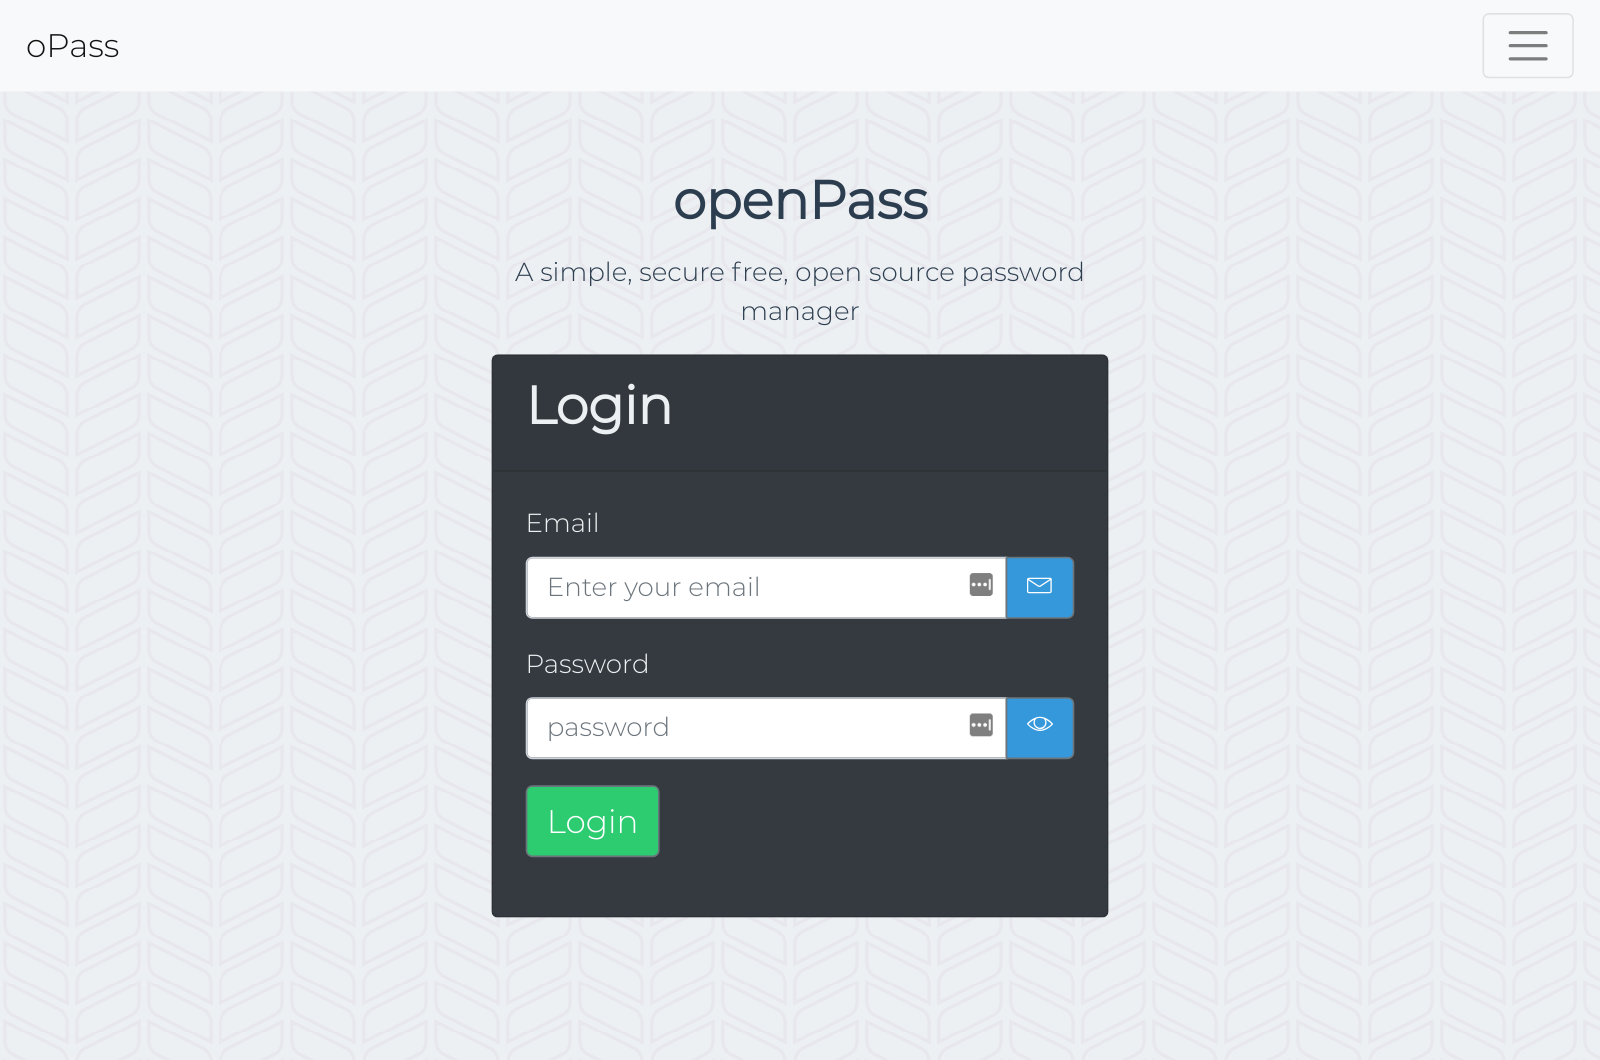 oPass
openPass
A simple, secure free, open source password
manager
Login
Email
Enter your email
Password
password
Login